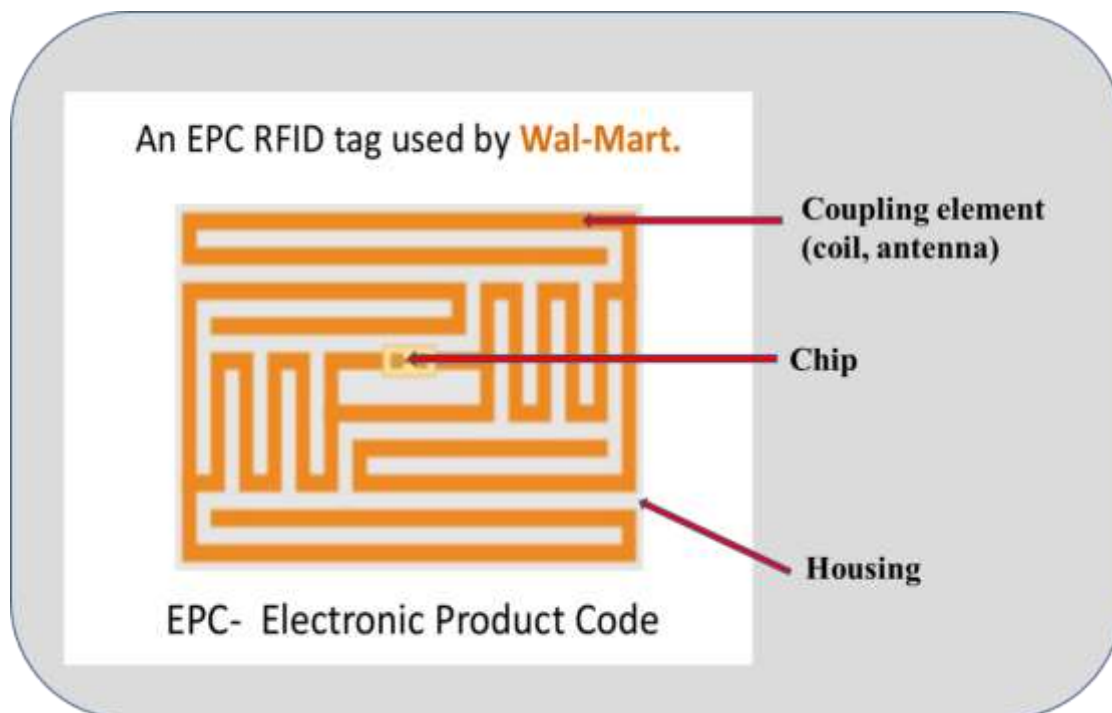 An EPC RFID tag used by Wal-Mart.
Coupling element
(coil, antenna)
Chip
Housing
EPC- Electronic Product Code